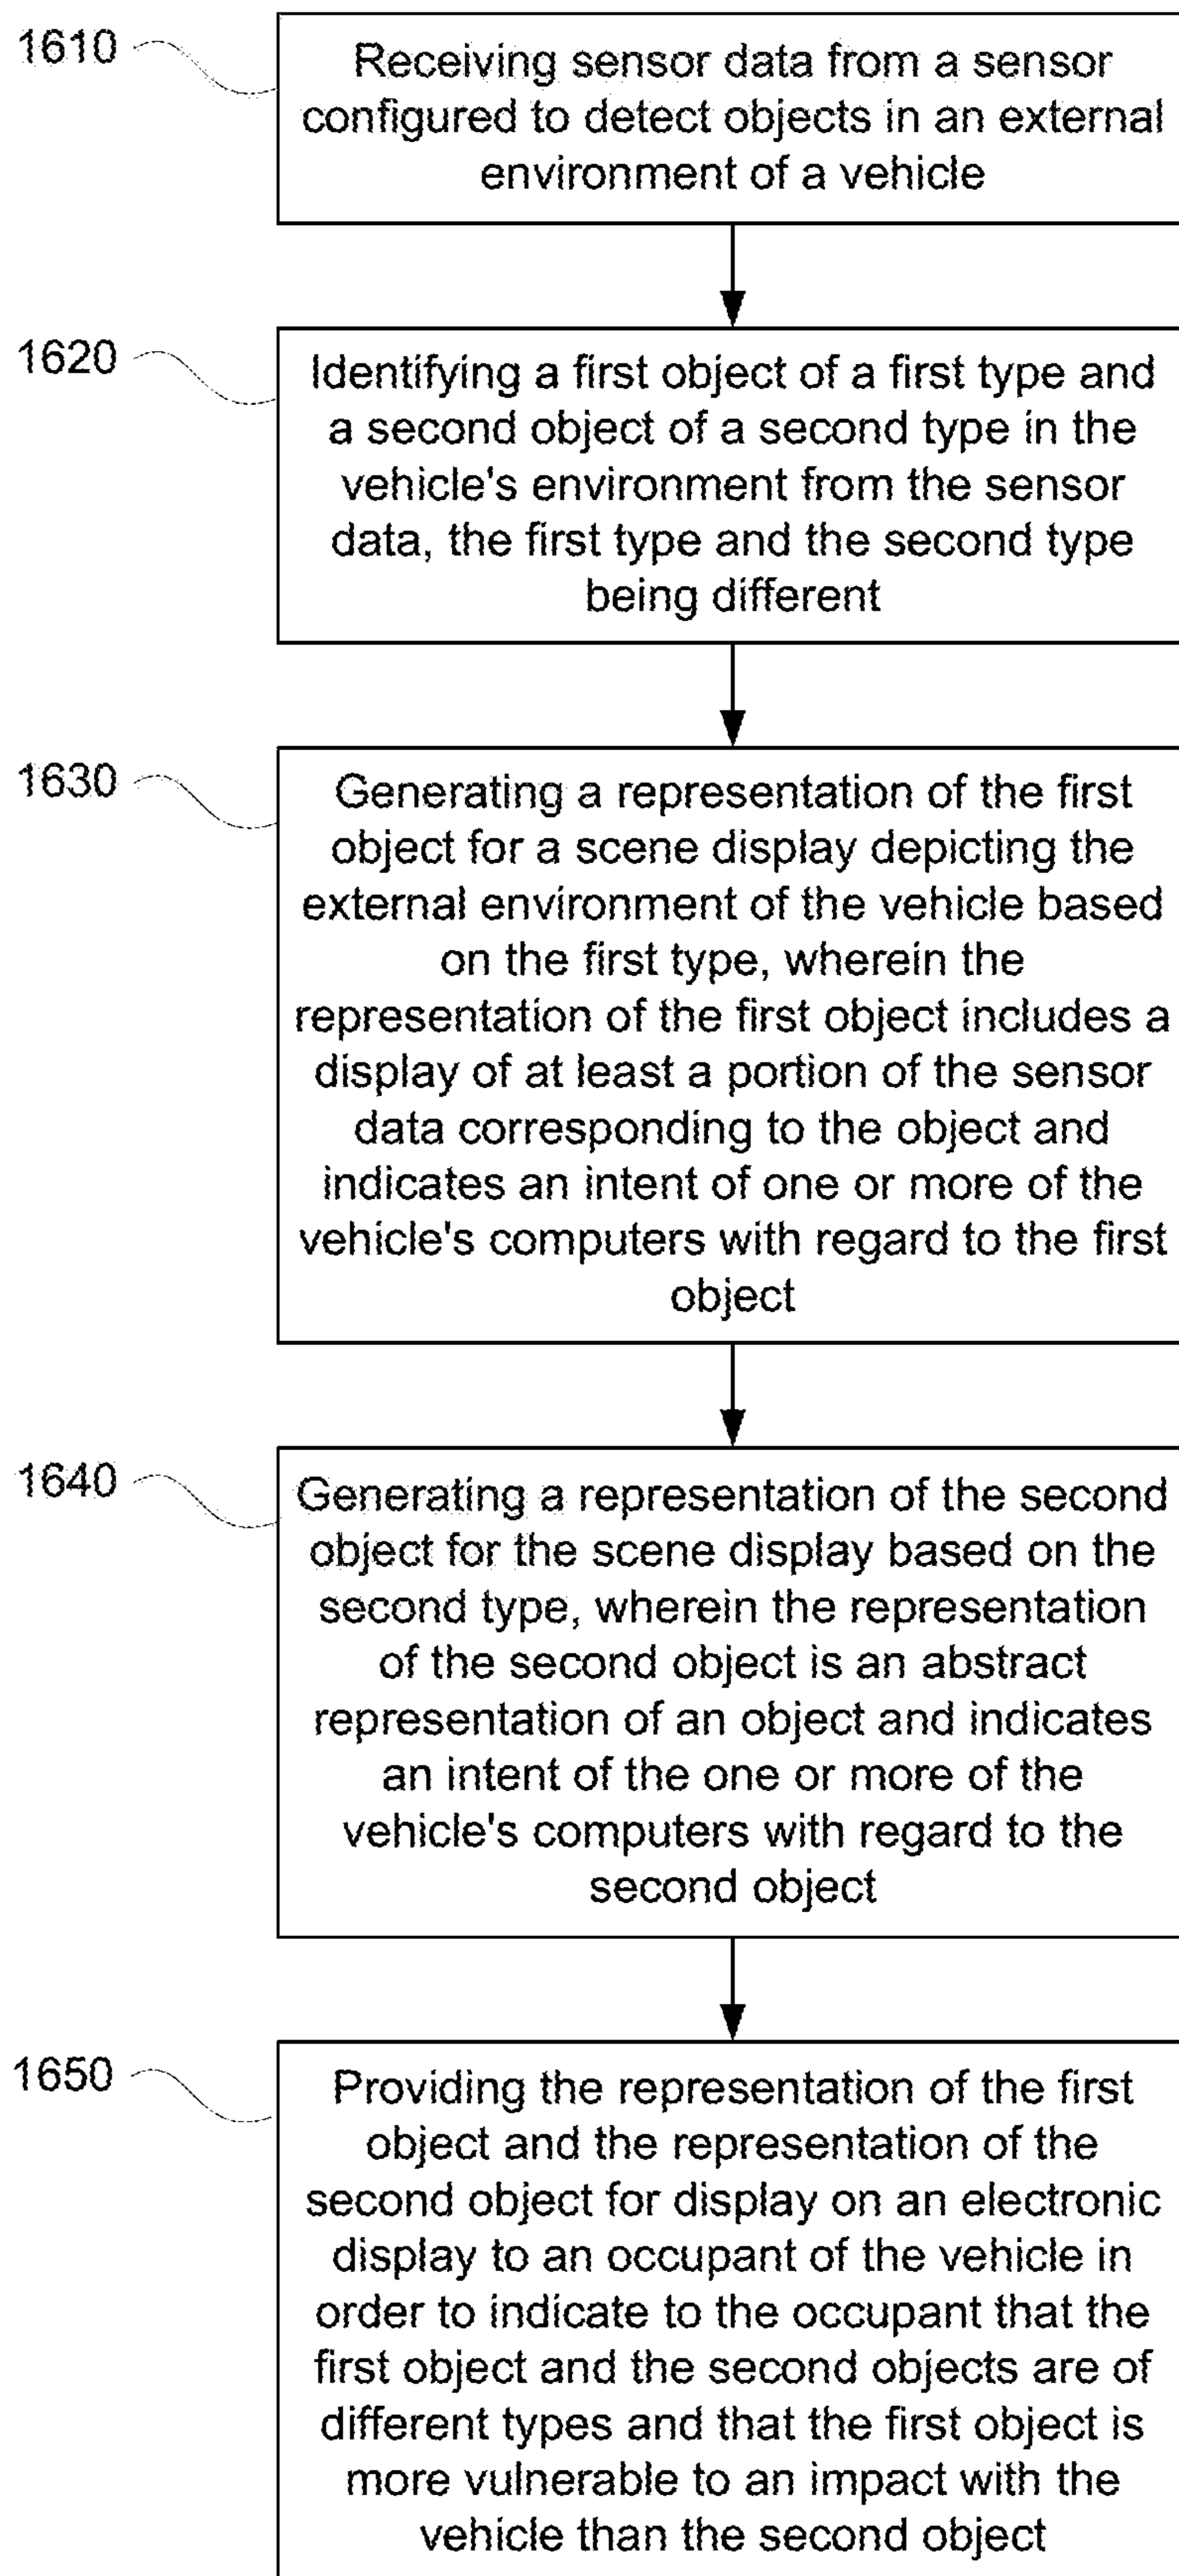 1610
Receiving sensor data from a sensor
configured to detect objects in an external
environment of a vehicle
1620
Identifying a first object of a first type and
a second object of a second type in the
vehicle's environment from the sensor
data, the first type and the second type
being different
1630
Generating a representation of the first
object for a scene display depicting the
external environment of the vehicle based
on the first type, wherein the
representation of the first object includes a
display of at least a portion of the sensor
data corresponding to the object and
indicates an intent of one or more of the
vehicle's computers with regard to the first
object
1640
Generating a representation of the second
object for the scene display based on the
second type, wherein the representation
of the second object is an abstract
representation of an object and indicates
an intent of the one or more of the
vehicle's computers with regard to the
second object
1650
Providing the representation of the first
object and the representation of the
second object for display on an electronic
display to an occupant of the vehicle in
order to indicate to the occupant that the
first object and the second objects are of
different types and that the first object is
more vulnerable to an impact with the
vehicle than the second object